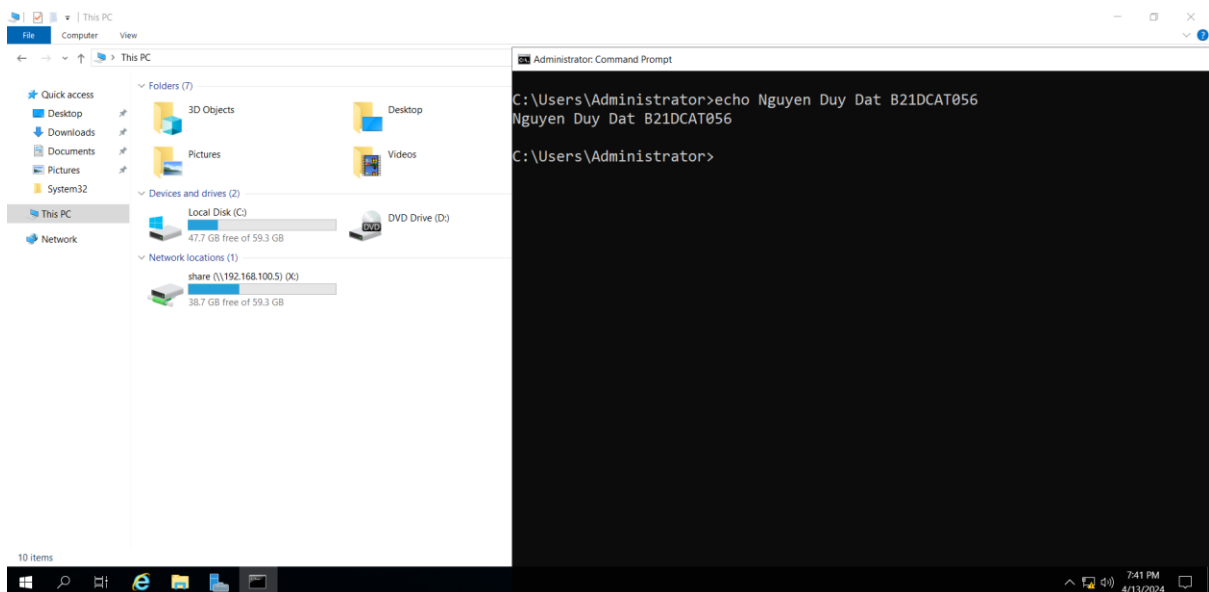 This PC
File Computer View
This PC
Quick access
Desktop
Downloads
Documents
Pictures
System32
This PC
Network
Folders (7)
3D Objects
Desktop
Pictures
Videos
Devices and drives (2)
Local Disk (C:)
47.7 GB free of 59.3 GB
DVD Drive (D:)
Network locations (1)
share (\\192.168.100.5) (X:)
38.7 GB free of 59.3 GB
10 items
Administrator: Command Prompt
C:\Users\Administrator>echo Nguyen Duy Dat B21DCAT056
Nguyen Duy Dat B21DCAT056
C:\Users\Administrator>
7:41 PM
4/13/2024